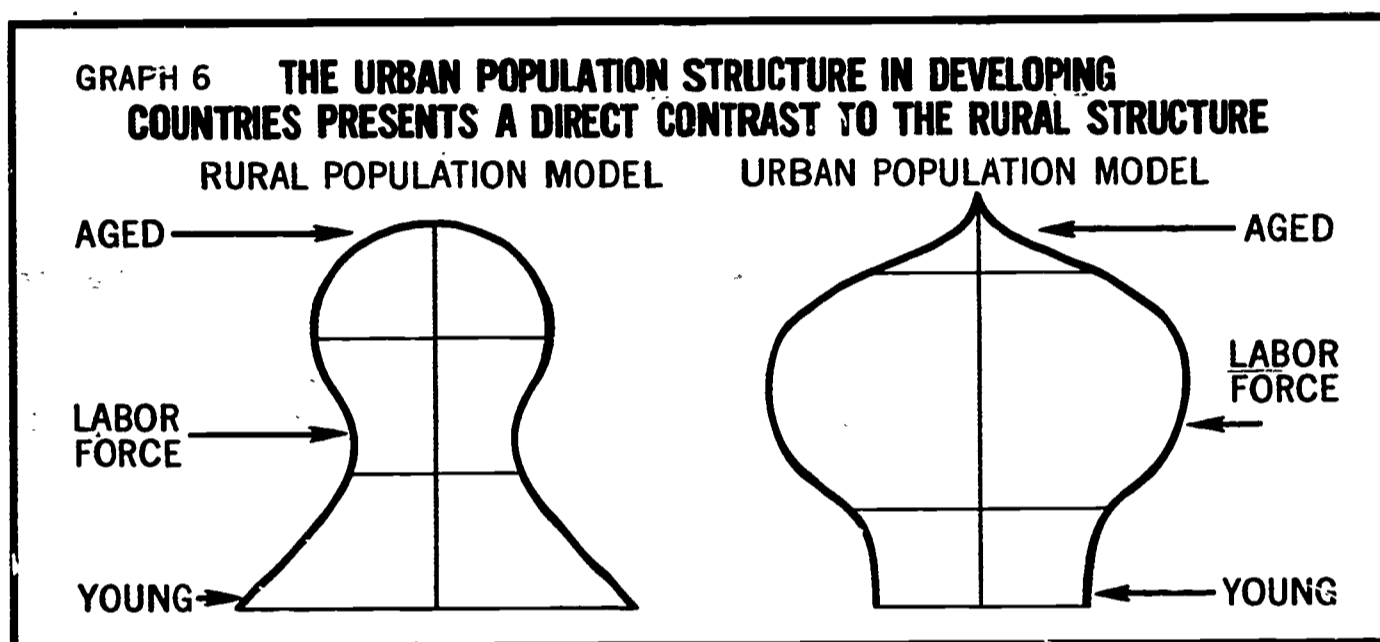 GRAPH 6 THE URBAN POPULATION STRUCTURE IN DEVELOPING
COUNTRIES PRESENTS A DIRECT CONTRAST TO THE RURAL STRUCTURE
RURAL POPULATION MODEL URBAN POPULATION MODEL
AGED
LABOR
FORCE
YOUNG
AGED
LABOR
FORCE
YOUNG